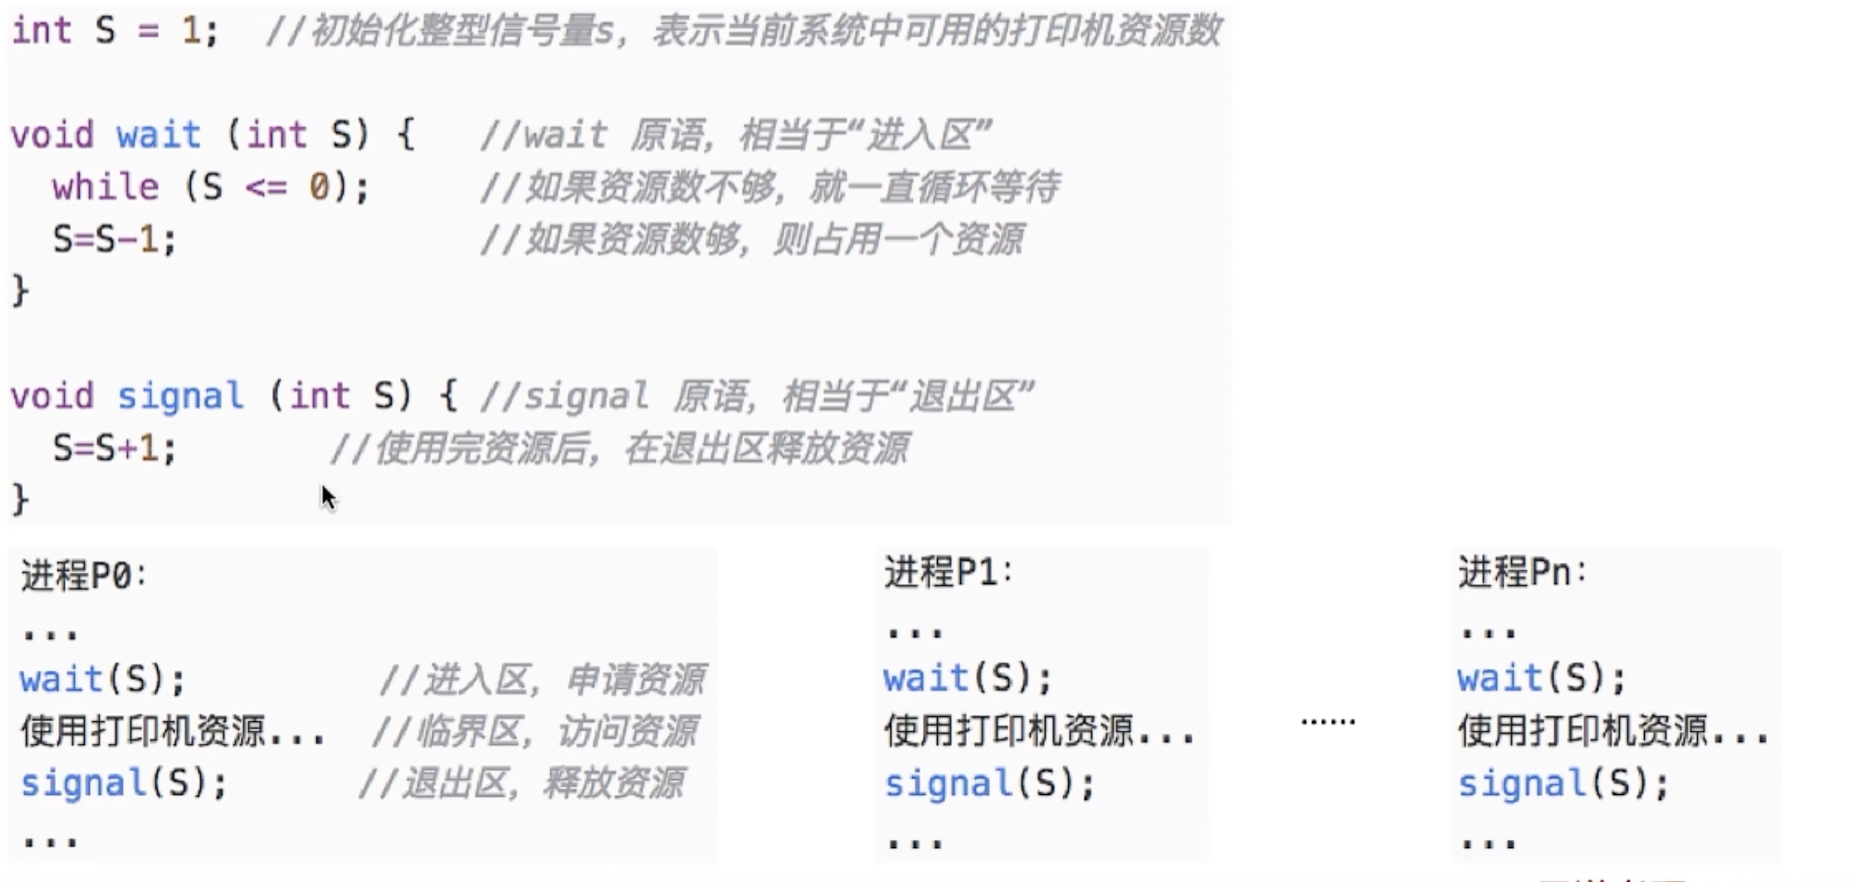 int S = 1;  //初始化整型信号量s，表示当前系统中可用的打印机资源数
void wait (int S) {   //wait 原语，相当于“进入区”
  while (S <= 0);     //如果资源数不够，就一直循环等待
  S=S-1;              //如果资源数够，则占用一个资源
}
void signal (int S) { //signal 原语，相当于“退出区”
  S=S+1;       //使用完资源后，在退出区释放资源
}
进程P0：
...
wait(S);         //进入区，申请资源
使用打印机资源...  //临界区，访问资源
signal(S);      //退出区，释放资源
...
进程P1：
...
wait(S);
使用打印机资源...
signal(S);
...
......
进程Pn：
...
wait(S);
使用打印机资源...
signal(S);
...